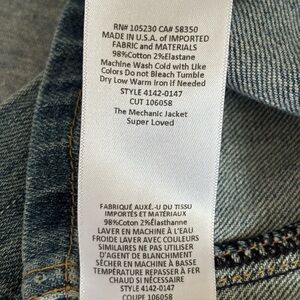 RN# 105230 CA# 58350
MADE IN U.S.A. of IMPORTED
FABRIC and MATERIALS
98%Cotton 2%Elastane
Machine Wash Cold with Like
Colors Do not Bleach Tumble
Dry Low Warm Iron if Needed
STYLE 4142-0147
CUT 106058
The Mechanic Jacket
Super Loved
FABRIQUÉ AUXÉ.-U DU TISSU
IMPORTÉS ET MATÉRIAUX
98%Cotton 2%Élasthanne
LAVER EN MACHINE À L'EAU
FROIDE LAVER AVEC COULEURS
SIMILAIRES NE PAS UTILISER
D'AGENT DE BLANCHIMENT
SÉCHER EN MACHINE À BASSE
TEMPÉRATURE REPASSER À FER
CHAUD SI NÉCESSAIRE
STYLE 4142-0147
COUPE 106058